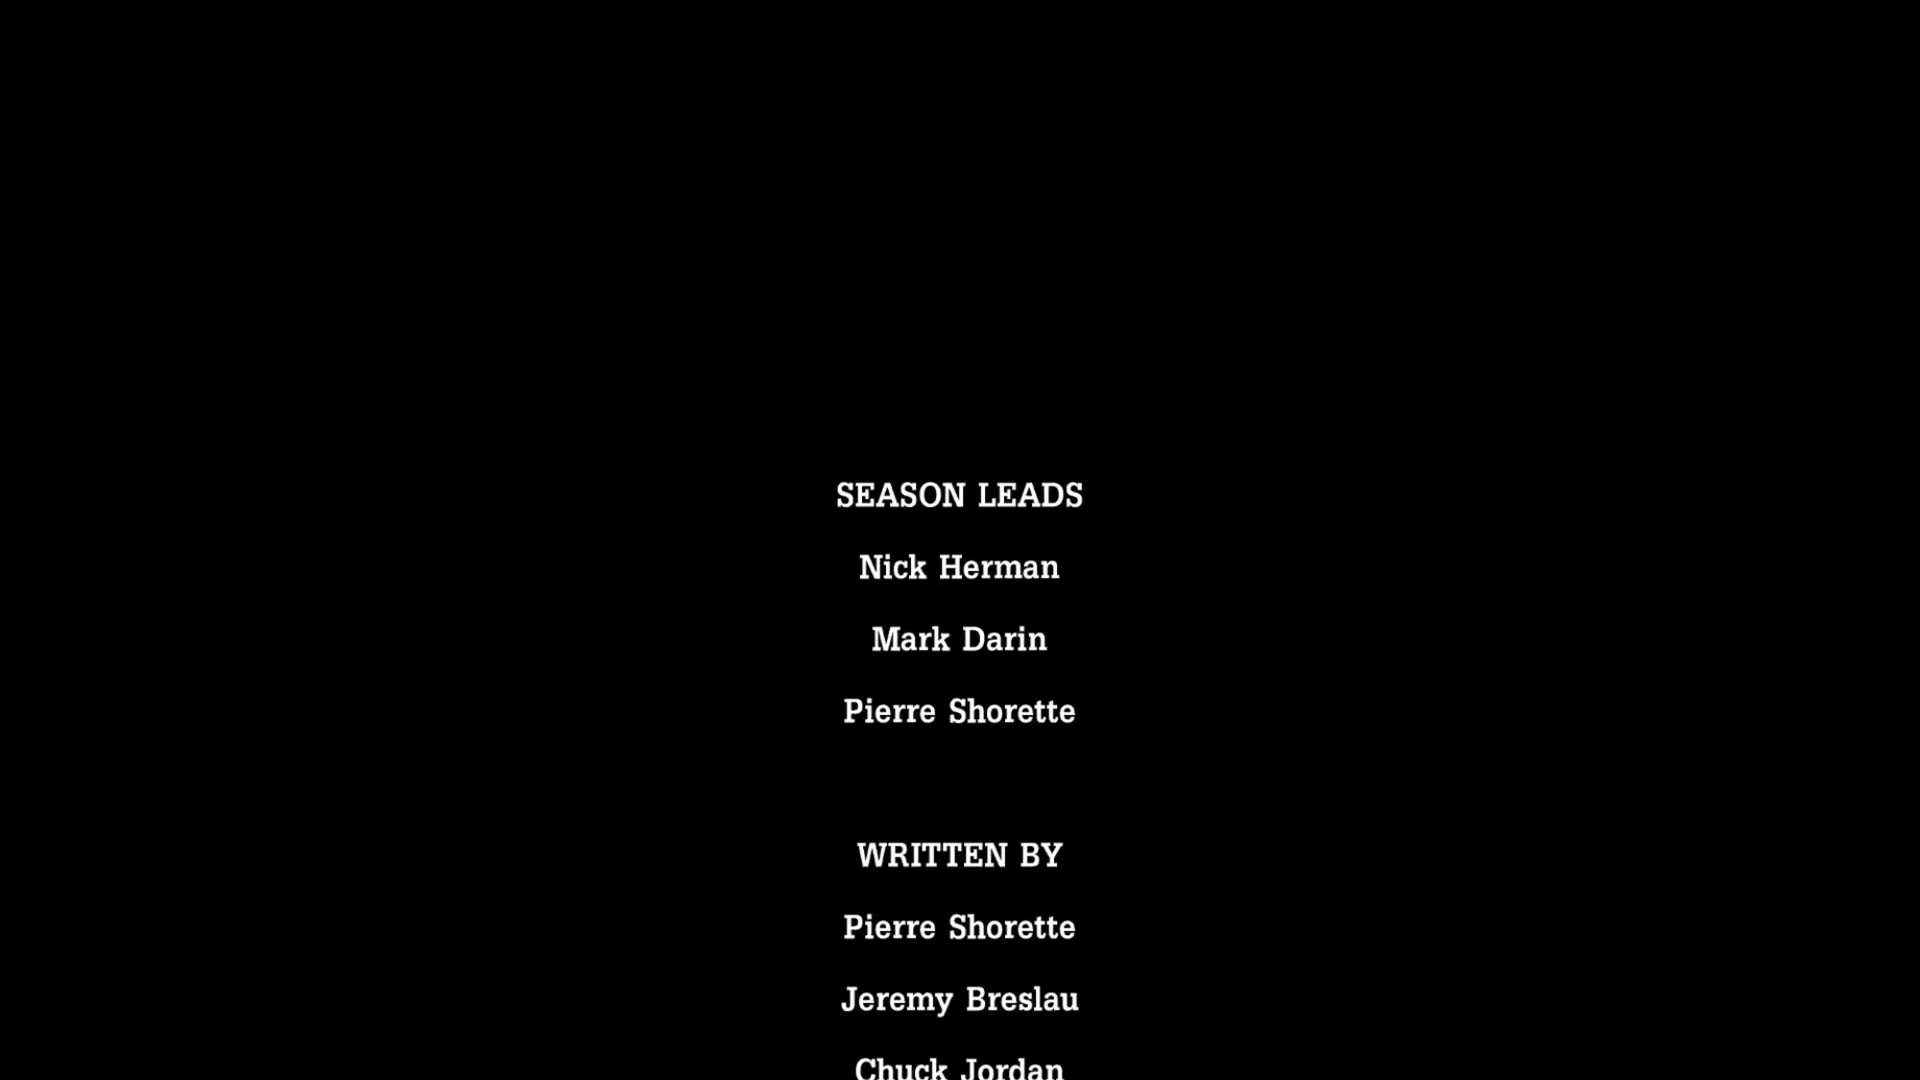 SEASON LEADS
Nick Herman
Mark Darin
Pierre Shorette
WRITTEN BY
Pierre Shorette
Jeremy Breslau
Chuck Jordan